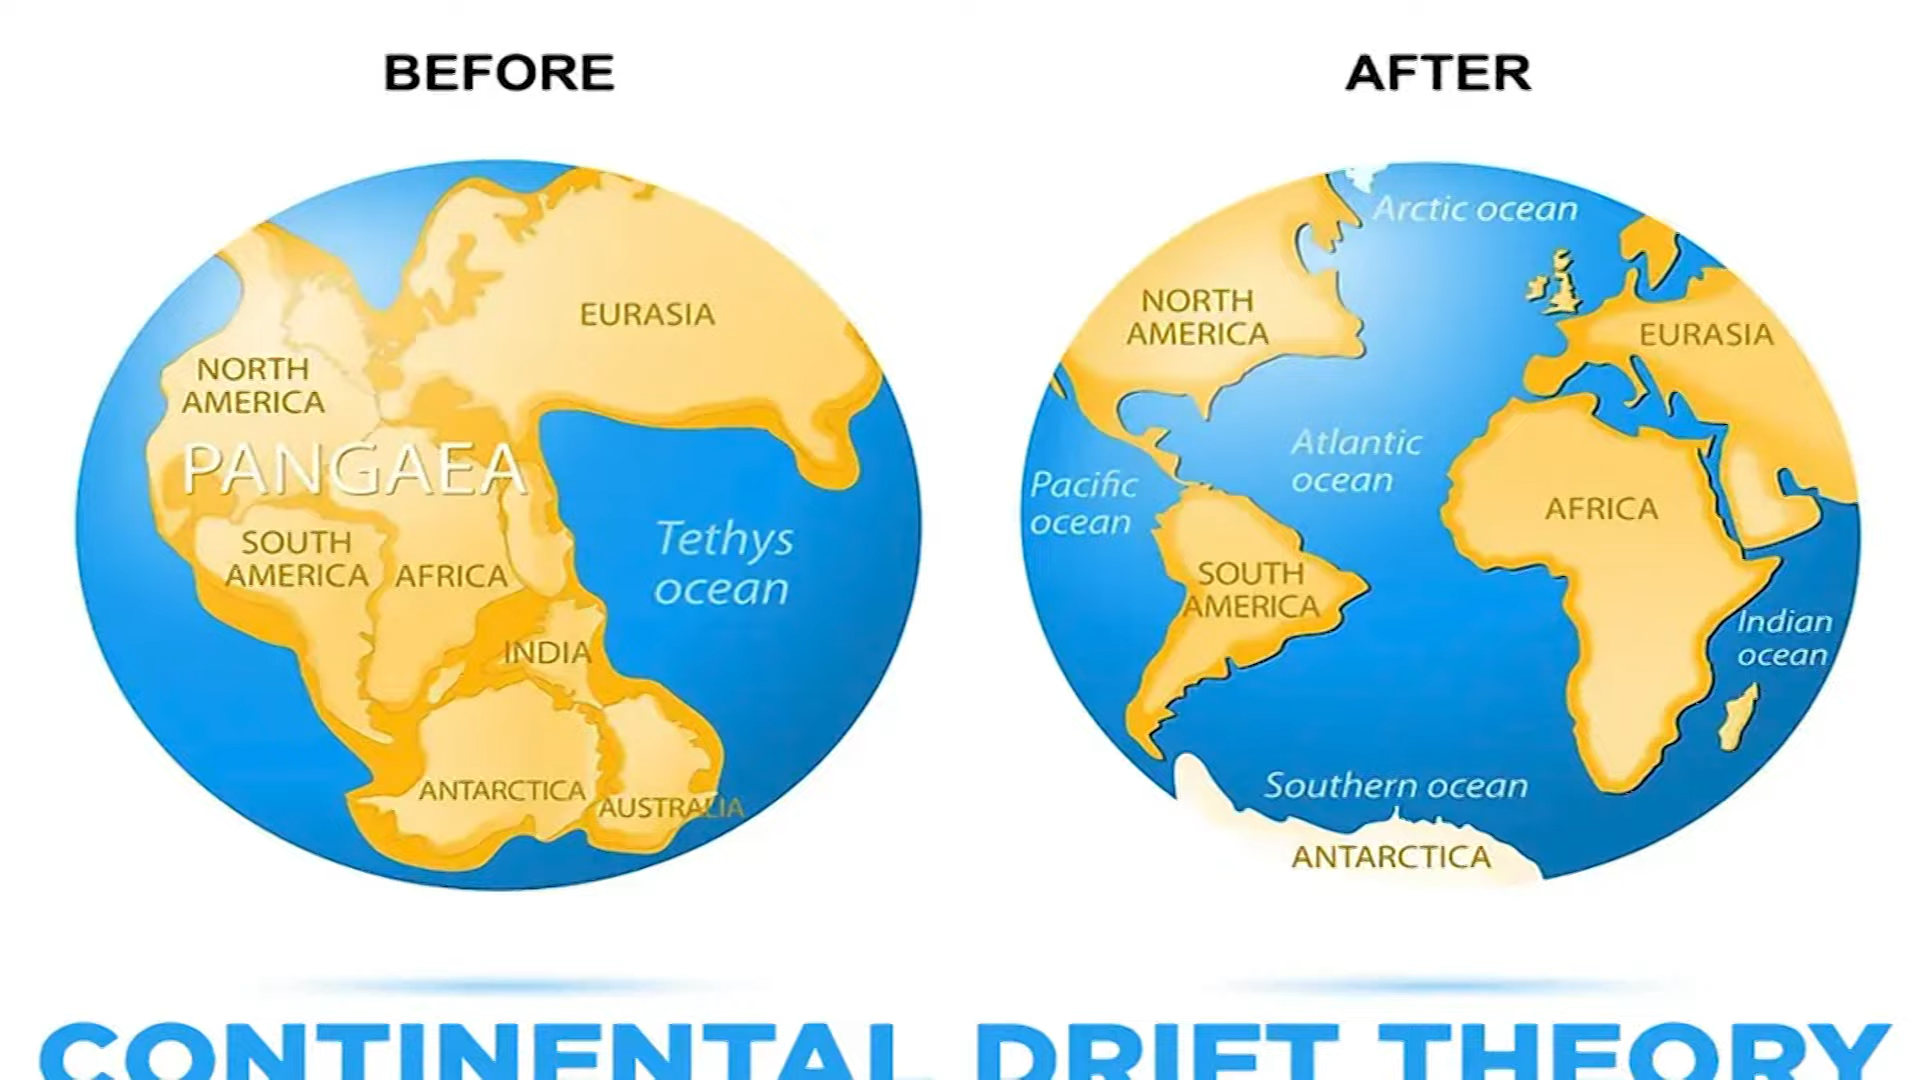 BEFORE
AFTER
EURASIA
NORTH
AMERICA
PANGAEA
SOUTH
AMERICA
AFRICA
Tethys
ocean
INDIA
ANTARCTICA
AUSTRALIA
Arctic ocean
NORTH
AMERICA
EURASIA
Atlantic
ocean
Pacific
ocean
AFRICA
SOUTH
AMERICA
Indian
ocean
Southern ocean
ANTARCTICA
CONTINENTAL DRIFT THEORY